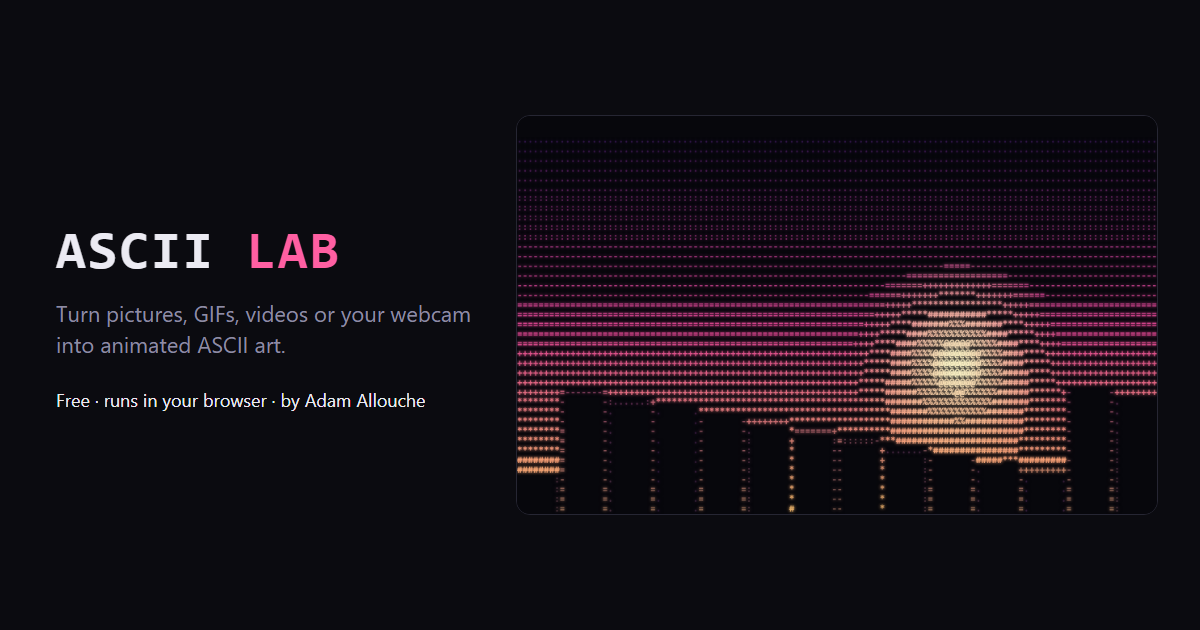 ASCII LAB
Turn pictures, GIFs, videos or your webcam
into animated ASCII art.
Free · runs in your browser · by Adam Allouche